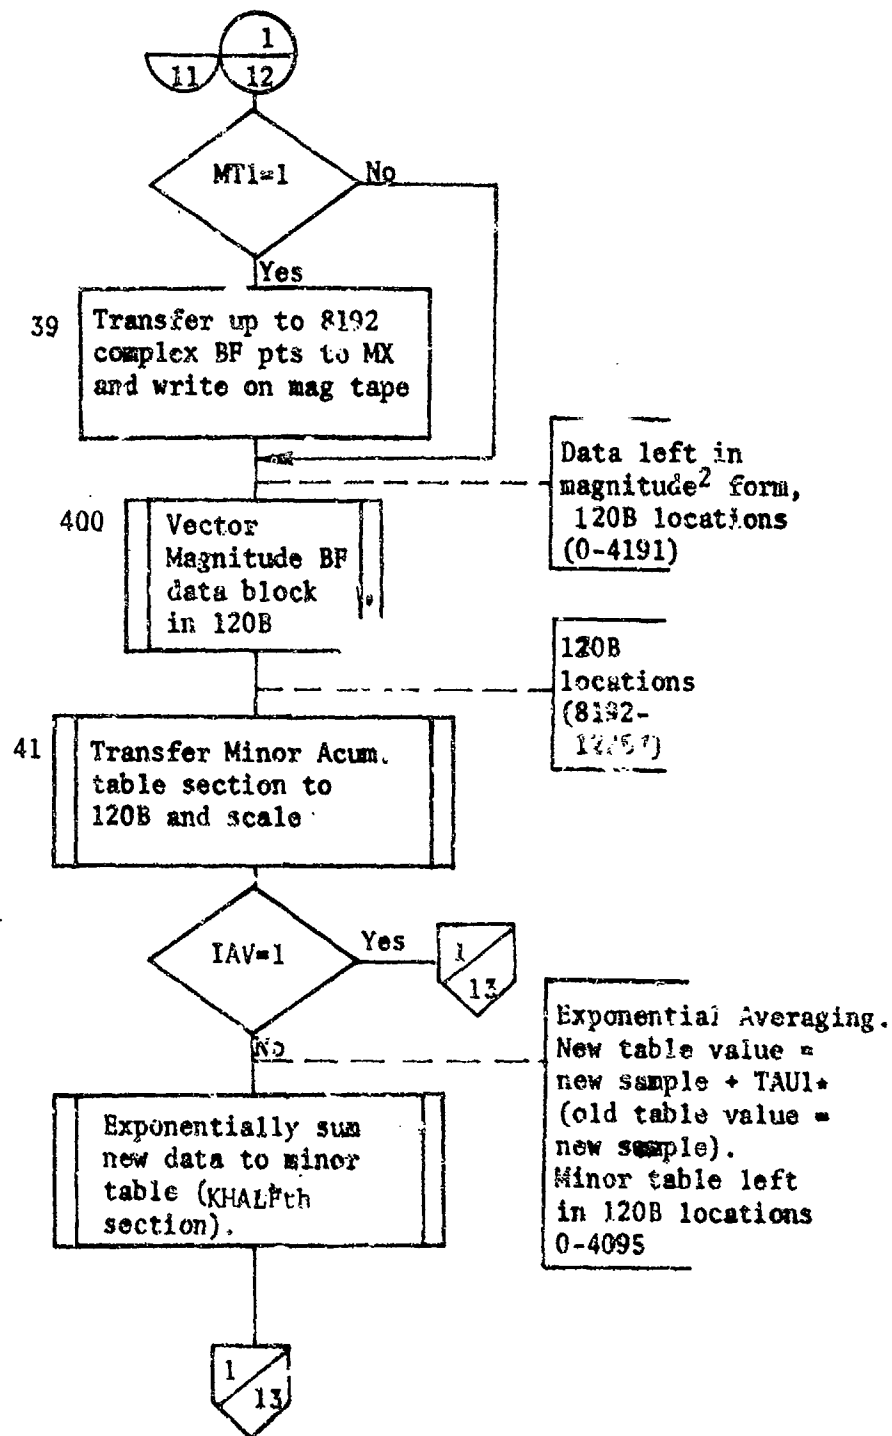 1
11 12
MT1=1
No
Yes
39
Transfer up to 8192
complex BF pts to MX
and write on mag tape
Data left in
magnitude² form,
120B locations
(0-4191)
400
Vector
Magnitude BF
data block
in 120B
120B
locations
(8192-
41
Transfer Minor Acum.
table section to
120B and scale
IAV=1
Yes
1
13
No
Exponential Averaging.
New table value =
new sample + TAU1*
(old table value =
new sample).
Minor table left
in 120B locations
0-4095
Exponentially sum
new data to minor
table (KHALFth
section).
1
13